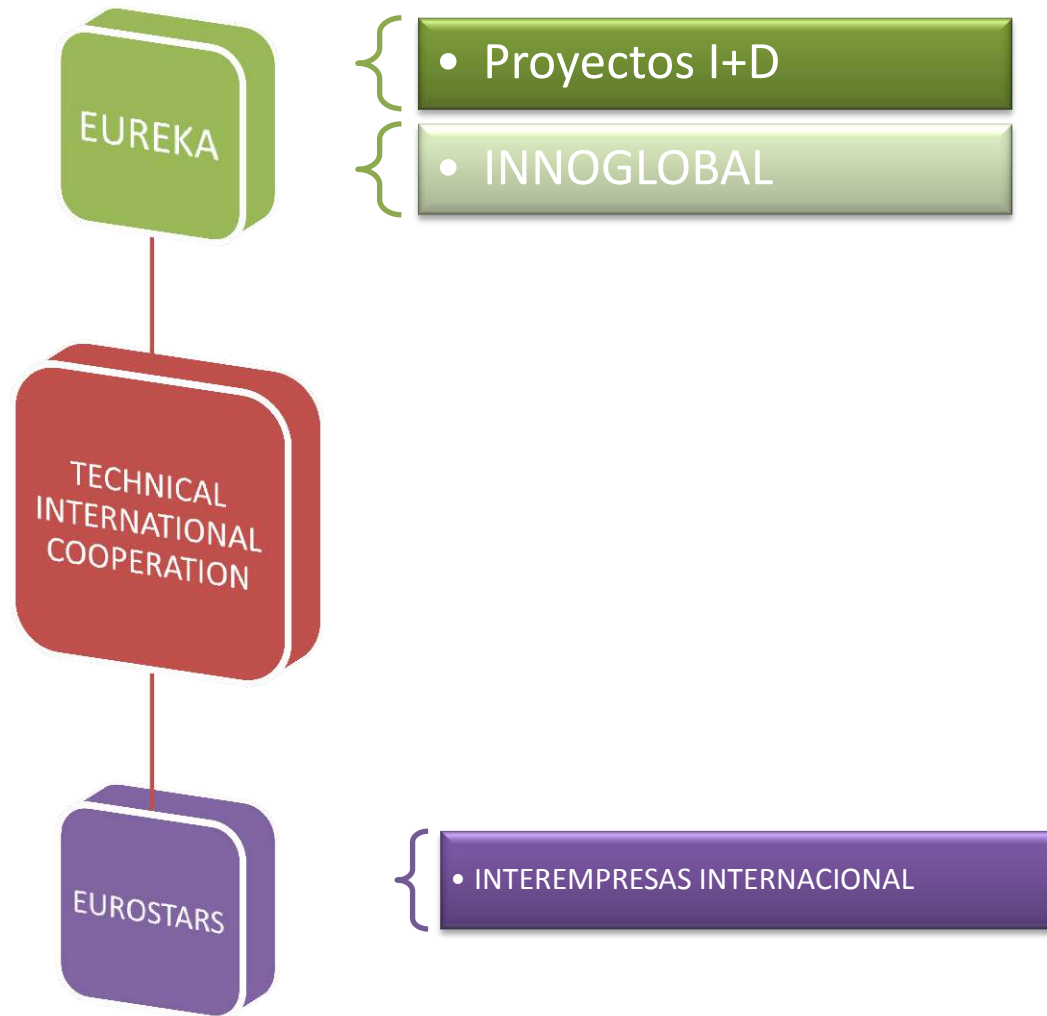 EUREKA
• Proyectos I+D
• INNOGLOBAL
TECHNICAL
INTERNATIONAL
COOPERATION
EUROSTARS
• INTEREMPRESAS INTERNACIONAL